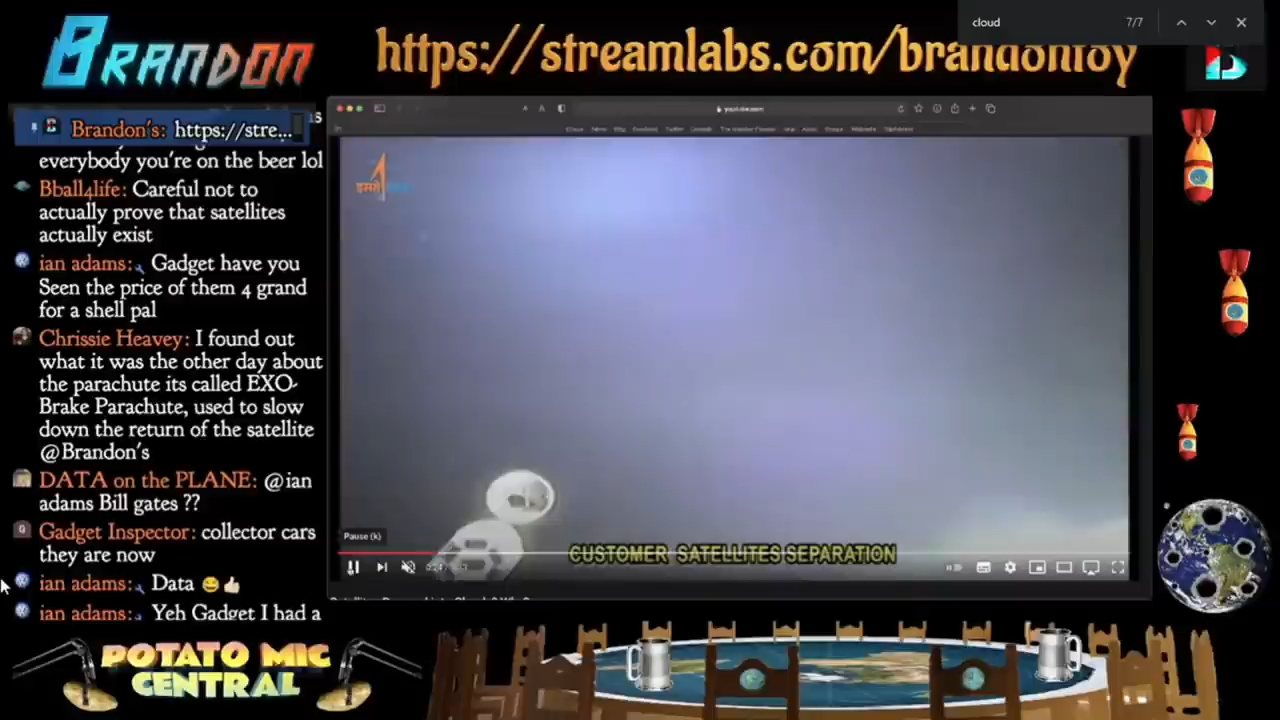 cloud
7/7
BRANDON
https://streamlabs.com/brandonfoy
Brandon's: https://stre...
everybody you're on the beer lol
Bball4life: Careful not to
actually prove that satellites
actually exist
ian adams: Gadget have you
Seen the price of them 4 grand
for a shell pal
Chrissie Heavey: I found out
what it was the other day about
the parachute its called EXO-
Brake Parachute, used to slow
down the return of the satellite
@Brandon's
DATA on the PLANE: @ian
adams Bill gates ??
Gadget Inspector: collector cars
they are now
ian adams: Data 😂👍
ian adams: Yeh Gadget I had a
इसरो
Pause (k)
CUSTOMER SATELLITES SEPARATION
POTATO MIC
CENTRAL